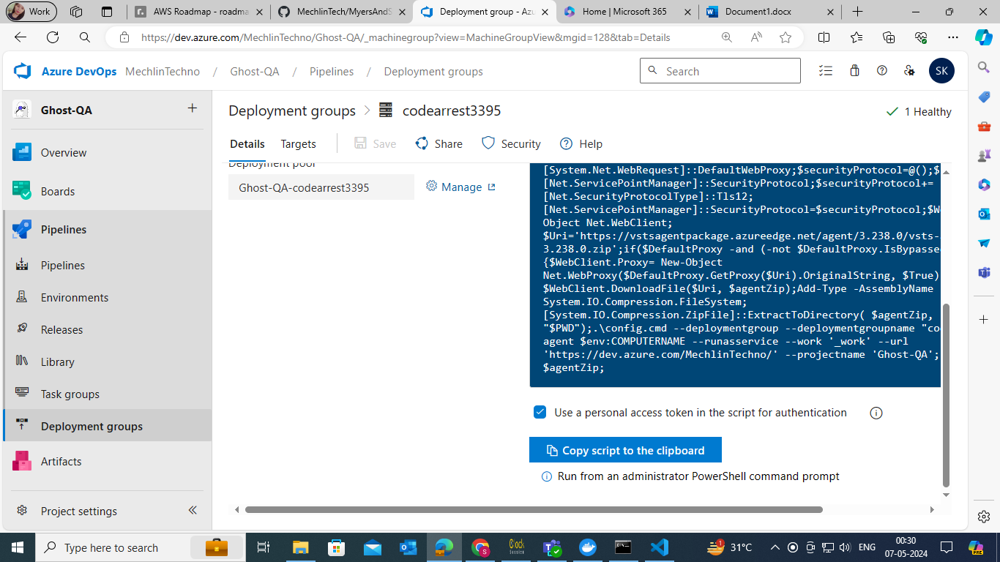 Work
AWS Roadmap - roadma
MechlinTech/MyersAndS
Deployment group - Az
Home | Microsoft 365
Document1.docx
https://dev.azure.com/MechlinTechno/Ghost-QA/_machinegroup?view=MachineGroupView&mgid=128&tab=Details
Azure DevOps MechlinTechno / Ghost-QA / Pipelines / Deployment groups
Search
SK
Ghost-QA
Overview
Boards
Pipelines
Pipelines
Environments
Releases
Library
Task groups
Deployment groups
Artifacts
Project settings
Deployment groups > codearrest3395
1 Healthy
Details
Targets
Save
Share
Security
Help
Deployment pool
Ghost-QA-codearrest3395
Manage
[System.Net.WebRequest]::DefaultWebProxy;$securityProtocol=@();$
[Net.ServicePointManager]::SecurityProtocol;$securityProtocol+=
[Net.SecurityProtocolType]::Tls12;
[Net.ServicePointManager]::SecurityProtocol=$securityProtocol;$We
Object Net.WebClient;
$Uri='https://vstsagentpackage.azureedge.net/agent/3.238.0/vsts-
3.238.0.zip';if($DefaultProxy -and (-not $DefaultProxy.IsBypasse
{$WebClient.Proxy= New-Object
Net.WebProxy($DefaultProxy.GetProxy($Uri).OriginalString, $True)
$WebClient.DownloadFile($Uri, $agentZip);Add-Type -AssemblyName
System.IO.Compression.FileSystem;
[System.IO.Compression.ZipFile]::ExtractToDirectory( $agentZip,
"$PWD");.\config.cmd --deploymentgroup --deploymentgroupname "co
agent $env:COMPUTERNAME --runasservice --work '_work' --url
'https://dev.azure.com/MechlinTechno/' --projectname 'Ghost-QA';
$agentZip;
Use a personal access token in the script for authentication
Copy script to the clipboard
Run from an administrator PowerShell command prompt
Type here to search
31°C
ENG
00:30
07-05-2024